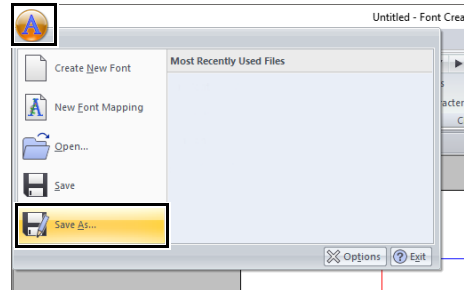 Untitled - Font Crea
Create New Font
Most Recently Used Files
New Font Mapping
Open...
Save
Save As...
Options
Exit
acter